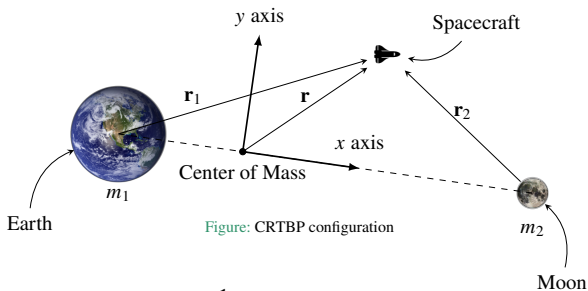 y axis
Spacecraft
r1
r
r2
x axis
Center of Mass
m1
Earth
Figure: CRTBP configuration
m2
Moon